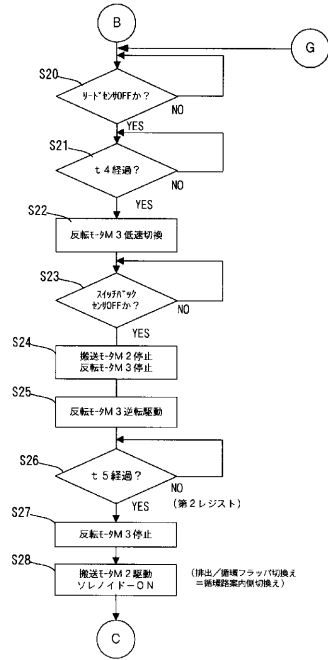 B
G
S20
ﾘｰﾄﾞｾﾝｻOFFか？
NO
YES
S21
ｔ４経過？
NO
YES
S22
反転ﾓｰﾀM３低速切換
S23
ｽｲｯﾁﾊﾞｯｸ
ｾﾝｻOFFか？
NO
YES
S24
搬送ﾓｰﾀM２停止
反転ﾓｰﾀM３停止
S25
反転ﾓｰﾀM３逆転駆動
S26
ｔ５経過？
NO
YES
(第２レジスト)
S27
反転ﾓｰﾀM３停止
S28
搬送ﾓｰﾀM２駆動
ソレノイドーＯＮ
(排出／循環フラッパ切換え
＝循環路案内側切換え)
C